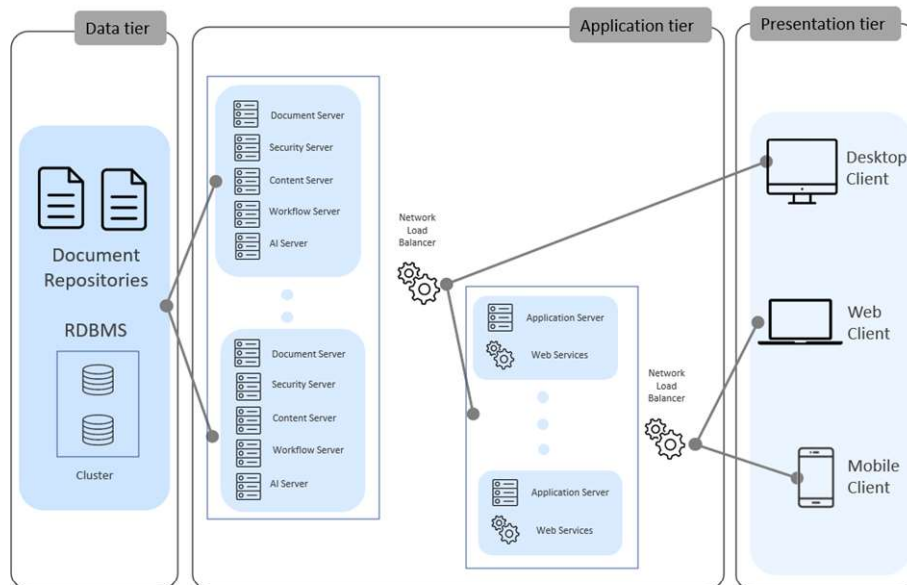 Data tier
Application tier
Presentation tier
Document
Repositories
RDBMS
Cluster
Document Server
Security Server
Content Server
Workflow Server
AI Server
Document Server
Security Server
Content Server
Workflow Server
AI Server
Network
Load
Balancer
Application Server
Web Services
Application Server
Web Services
Network
Load
Balancer
Desktop
Client
Web
Client
Mobile
Client